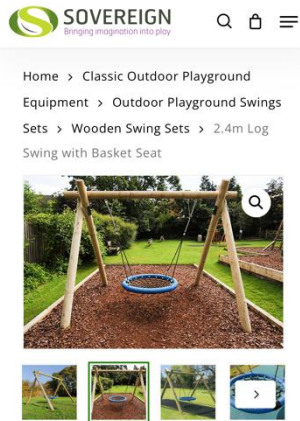 SOVEREIGN
Bringing imagination into play
Home > Classic Outdoor Playground
Equipment > Outdoor Playground Swings
Sets > Wooden Swing Sets > 2.4m Log
Swing with Basket Seat